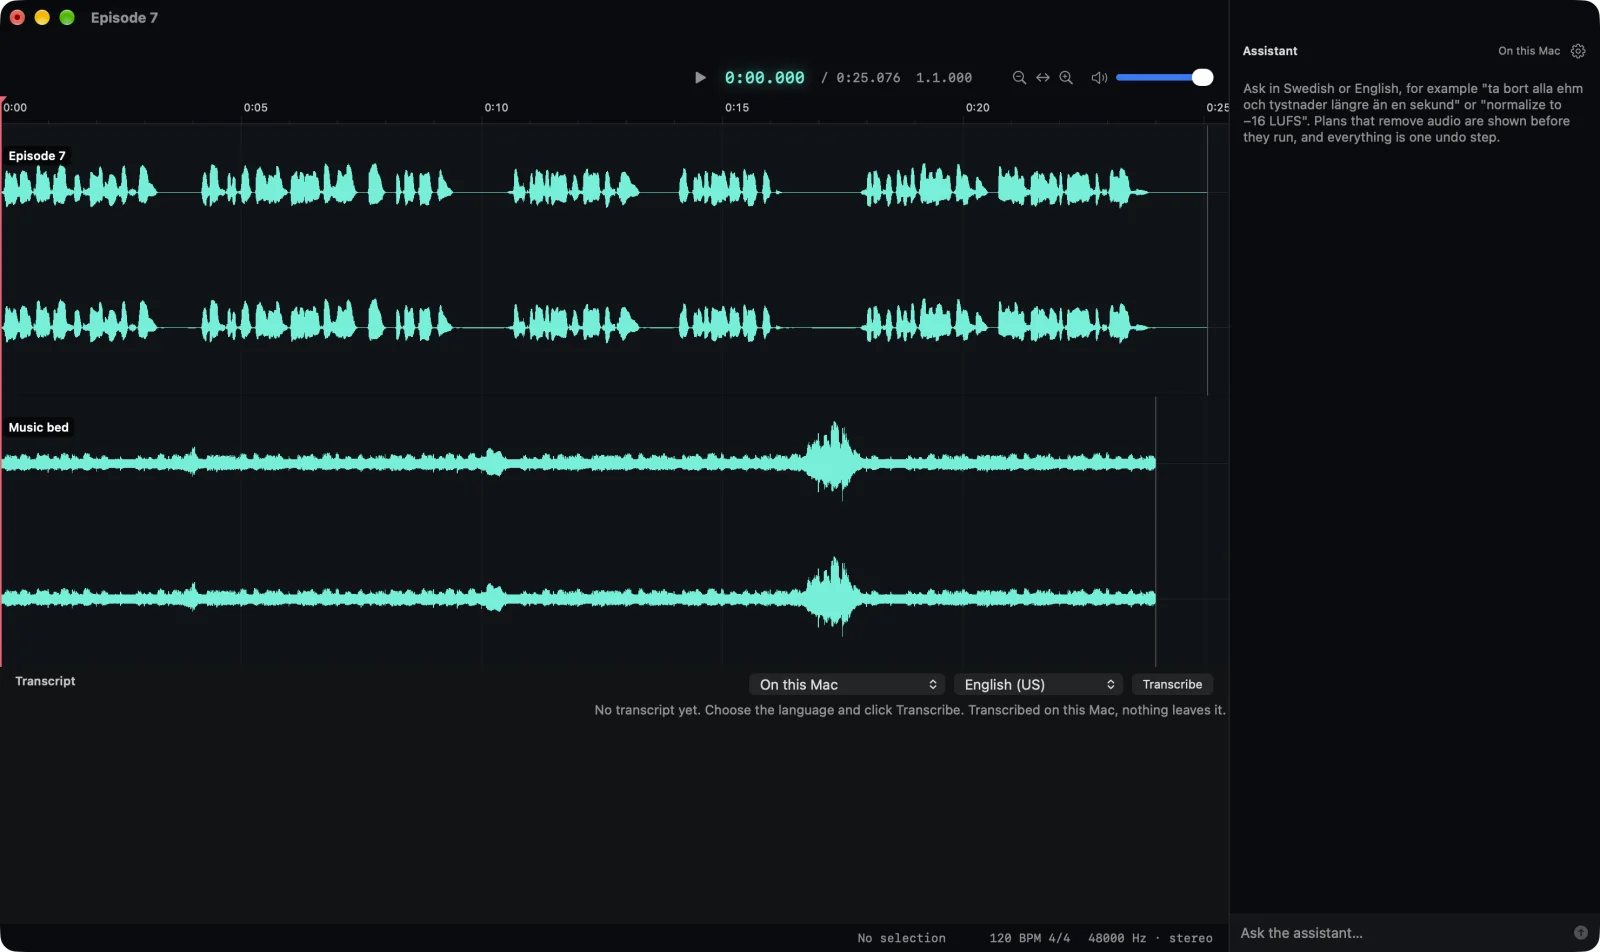 Episode 7
0:00.000 / 0:25.076 1.1.000
0:00 0:05 0:10 0:15 0:20 0:25
Episode 7
Music bed
Transcript
On this Mac English (US) Transcribe
No transcript yet. Choose the language and click Transcribe. Transcribed on this Mac, nothing leaves it.
No selection 120 BPM 4/4 48000 Hz · stereo
Assistant On this Mac
Ask in Swedish or English, for example "ta bort alla ehm
och tystnader längre än en sekund" or "normalize to
−16 LUFS". Plans that remove audio are shown before
they run, and everything is one undo step.
Ask the assistant...